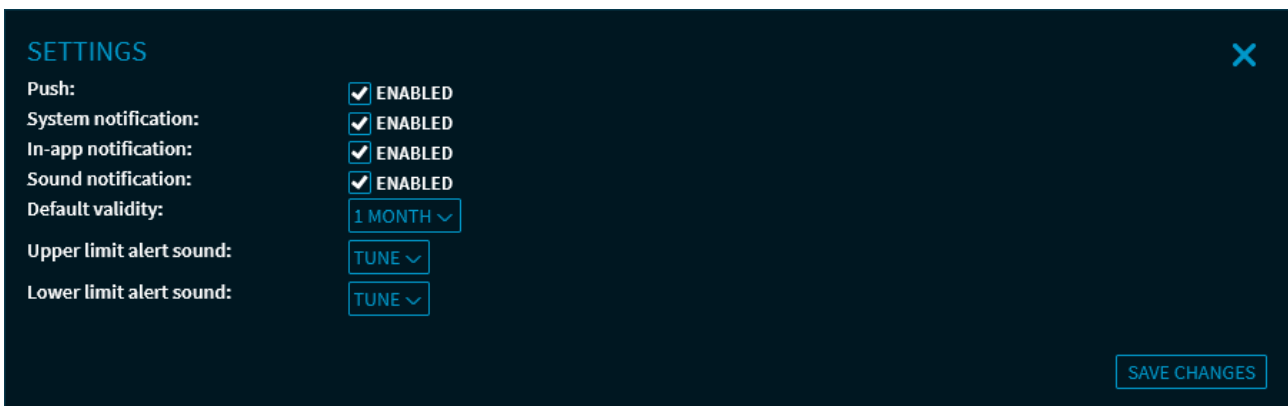 SETTINGS
Push: ENABLED
System notification: ENABLED
In-app notification: ENABLED
Sound notification: ENABLED
Default validity: 1 MONTH
Upper limit alert sound: TUNE
Lower limit alert sound: TUNE
SAVE CHANGES